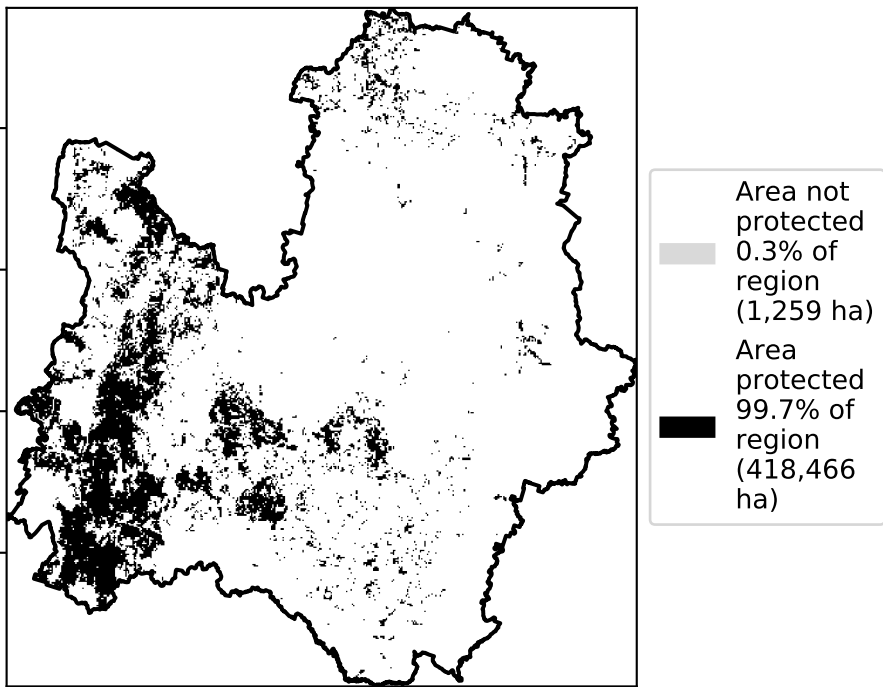 Area not
protected
0.3% of
region
(1,259 ha)
Area
protected
99.7% of
region
(418,466
ha)